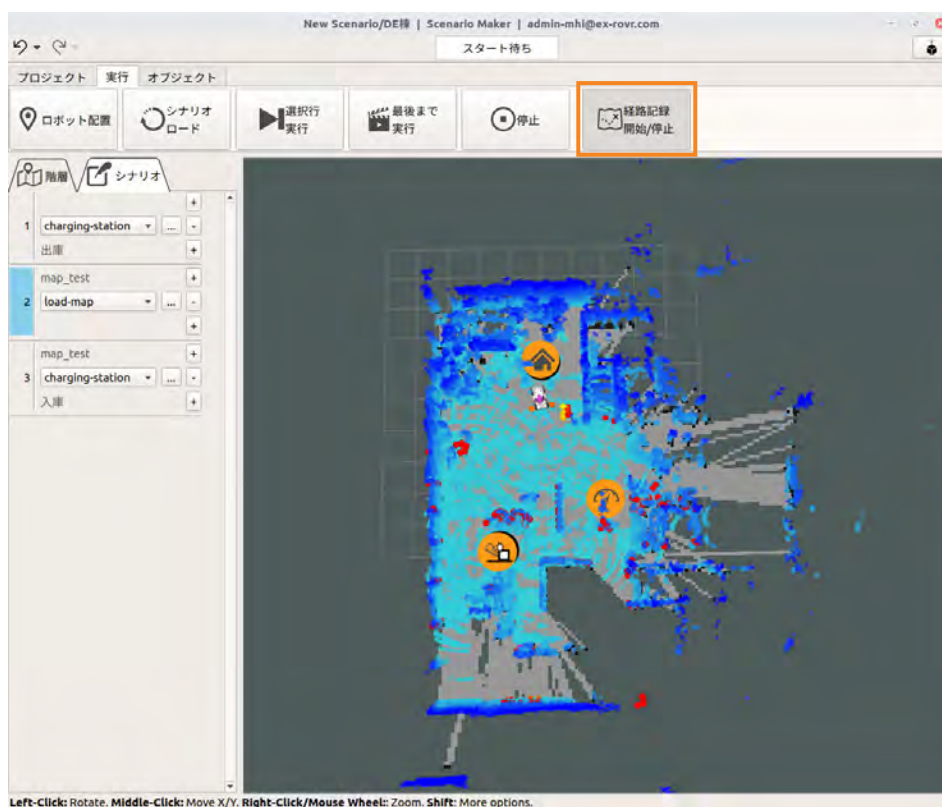 New Scenario/DE棟 | Scenario Maker | admin-mhi@ex-rovr.com
スタート待ち
プロジェクト 実行 オブジェクト
ロボット配置
シナリオ
ロード
選択行
実行
最後まで
実行
停止
経路記録
開始/停止
階層 シナリオ
+
1 charging-station ... -
出庫 +
map_test +
2 load-map ... -
+
map_test +
3 charging-station ... -
入庫 +
Left-Click: Rotate. Middle-Click: Move X/Y. Right-Click/Mouse Wheel:: Zoom. Shift: More options.